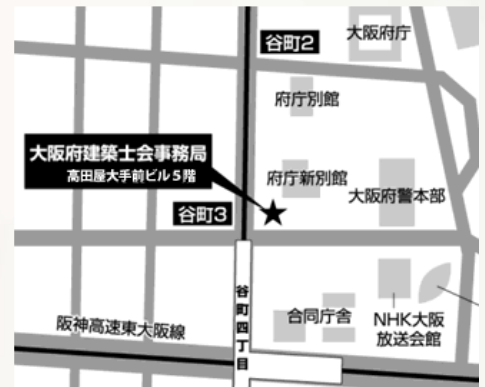 谷町2
大阪府庁
府庁別館
大阪府建築士会事務局
高田屋大手前ビル5階
府庁新別館
大阪府警本部
谷町3
谷町四丁目
合同庁舎
NHK大阪
放送会館
阪神高速東大阪線